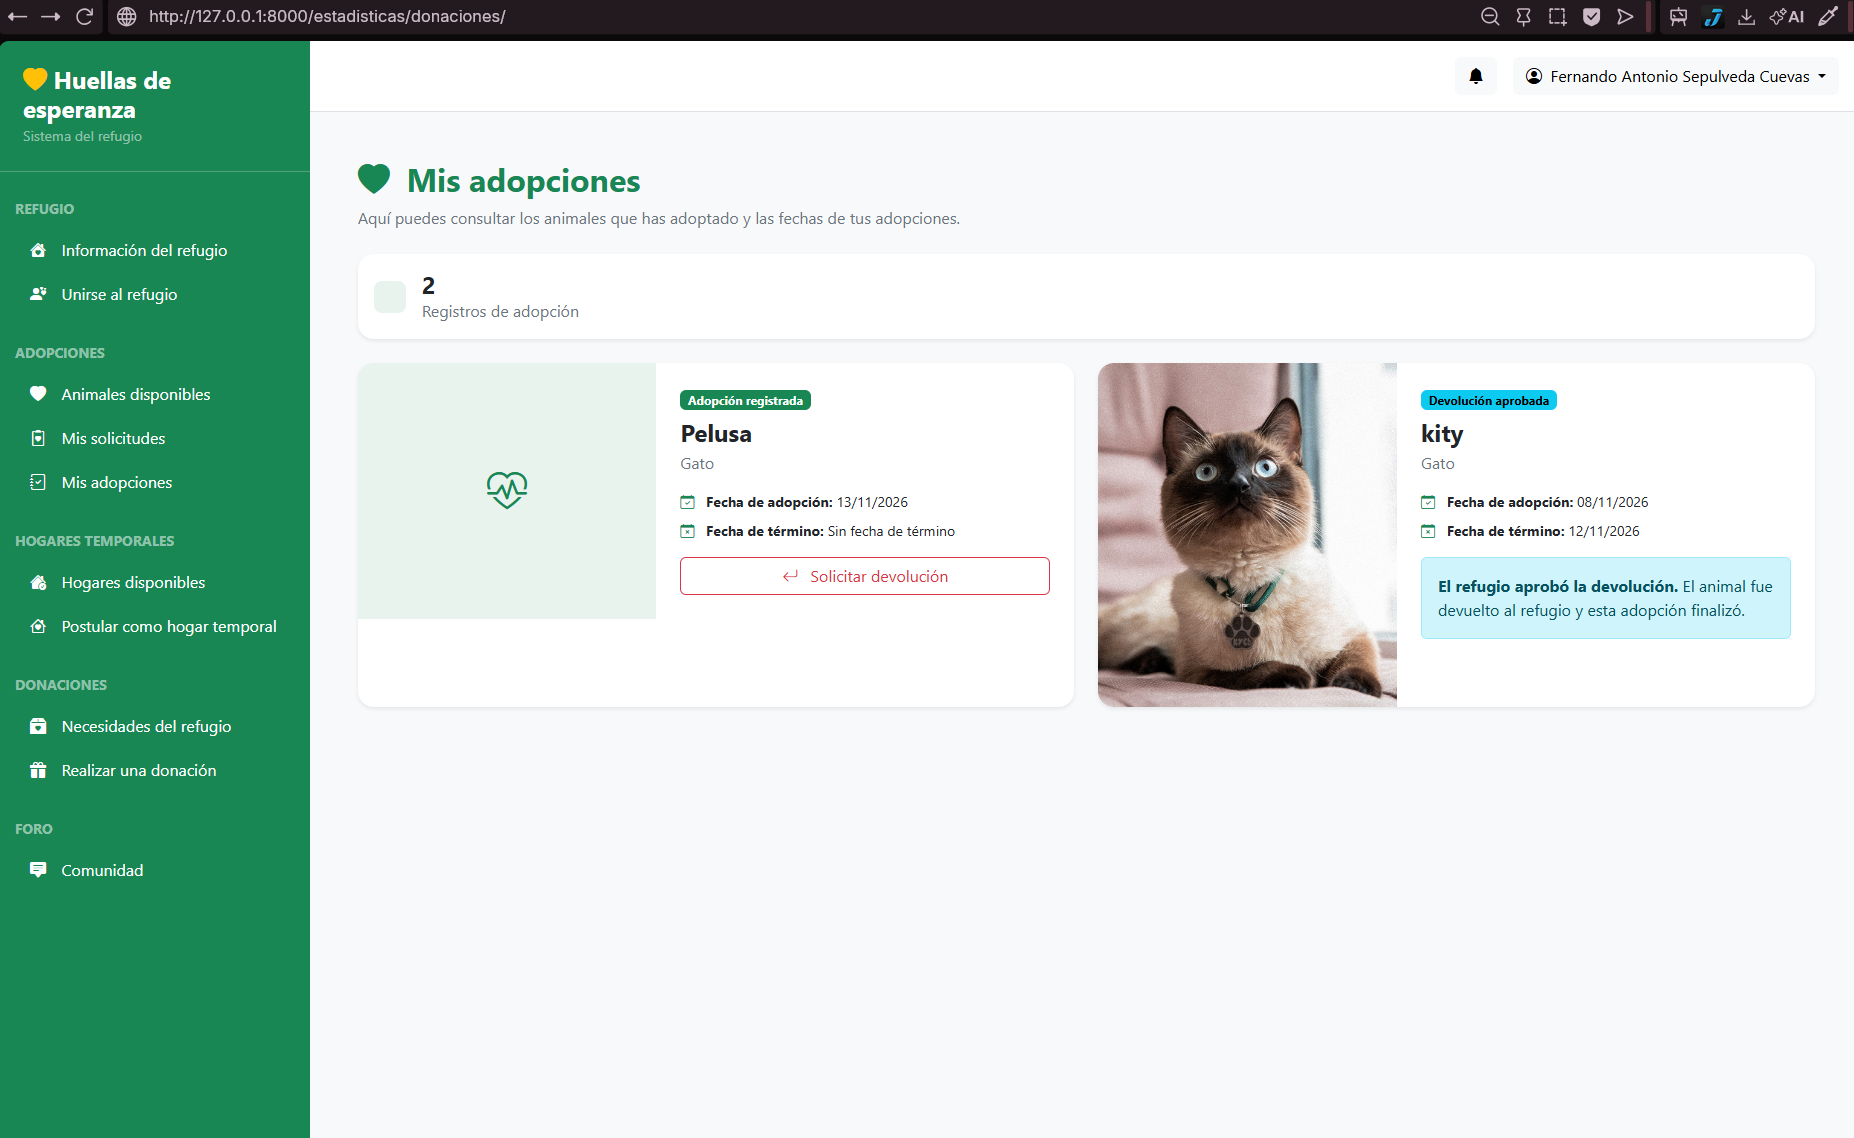 http://127.0.0.1:8000/estadisticas/donaciones/
AI
Huellas de
esperanza
Sistema del refugio
Fernando Antonio Sepulveda Cuevas
REFUGIO
Información del refugio
Unirse al refugio
ADOPCIONES
Animales disponibles
Mis solicitudes
Mis adopciones
HOGARES TEMPORALES
Hogares disponibles
Postular como hogar temporal
DONACIONES
Necesidades del refugio
Realizar una donación
FORO
Comunidad
Mis adopciones
Aquí puedes consultar los animales que has adoptado y las fechas de tus adopciones.
2
Registros de adopción
Adopción registrada
Pelusa
Gato
Fecha de adopción: 13/11/2026
Fecha de término: Sin fecha de término
Solicitar devolución
Devolución aprobada
kity
Gato
Fecha de adopción: 08/11/2026
Fecha de término: 12/11/2026
El refugio aprobó la devolución. El animal fue
devuelto al refugio y esta adopción finalizó.